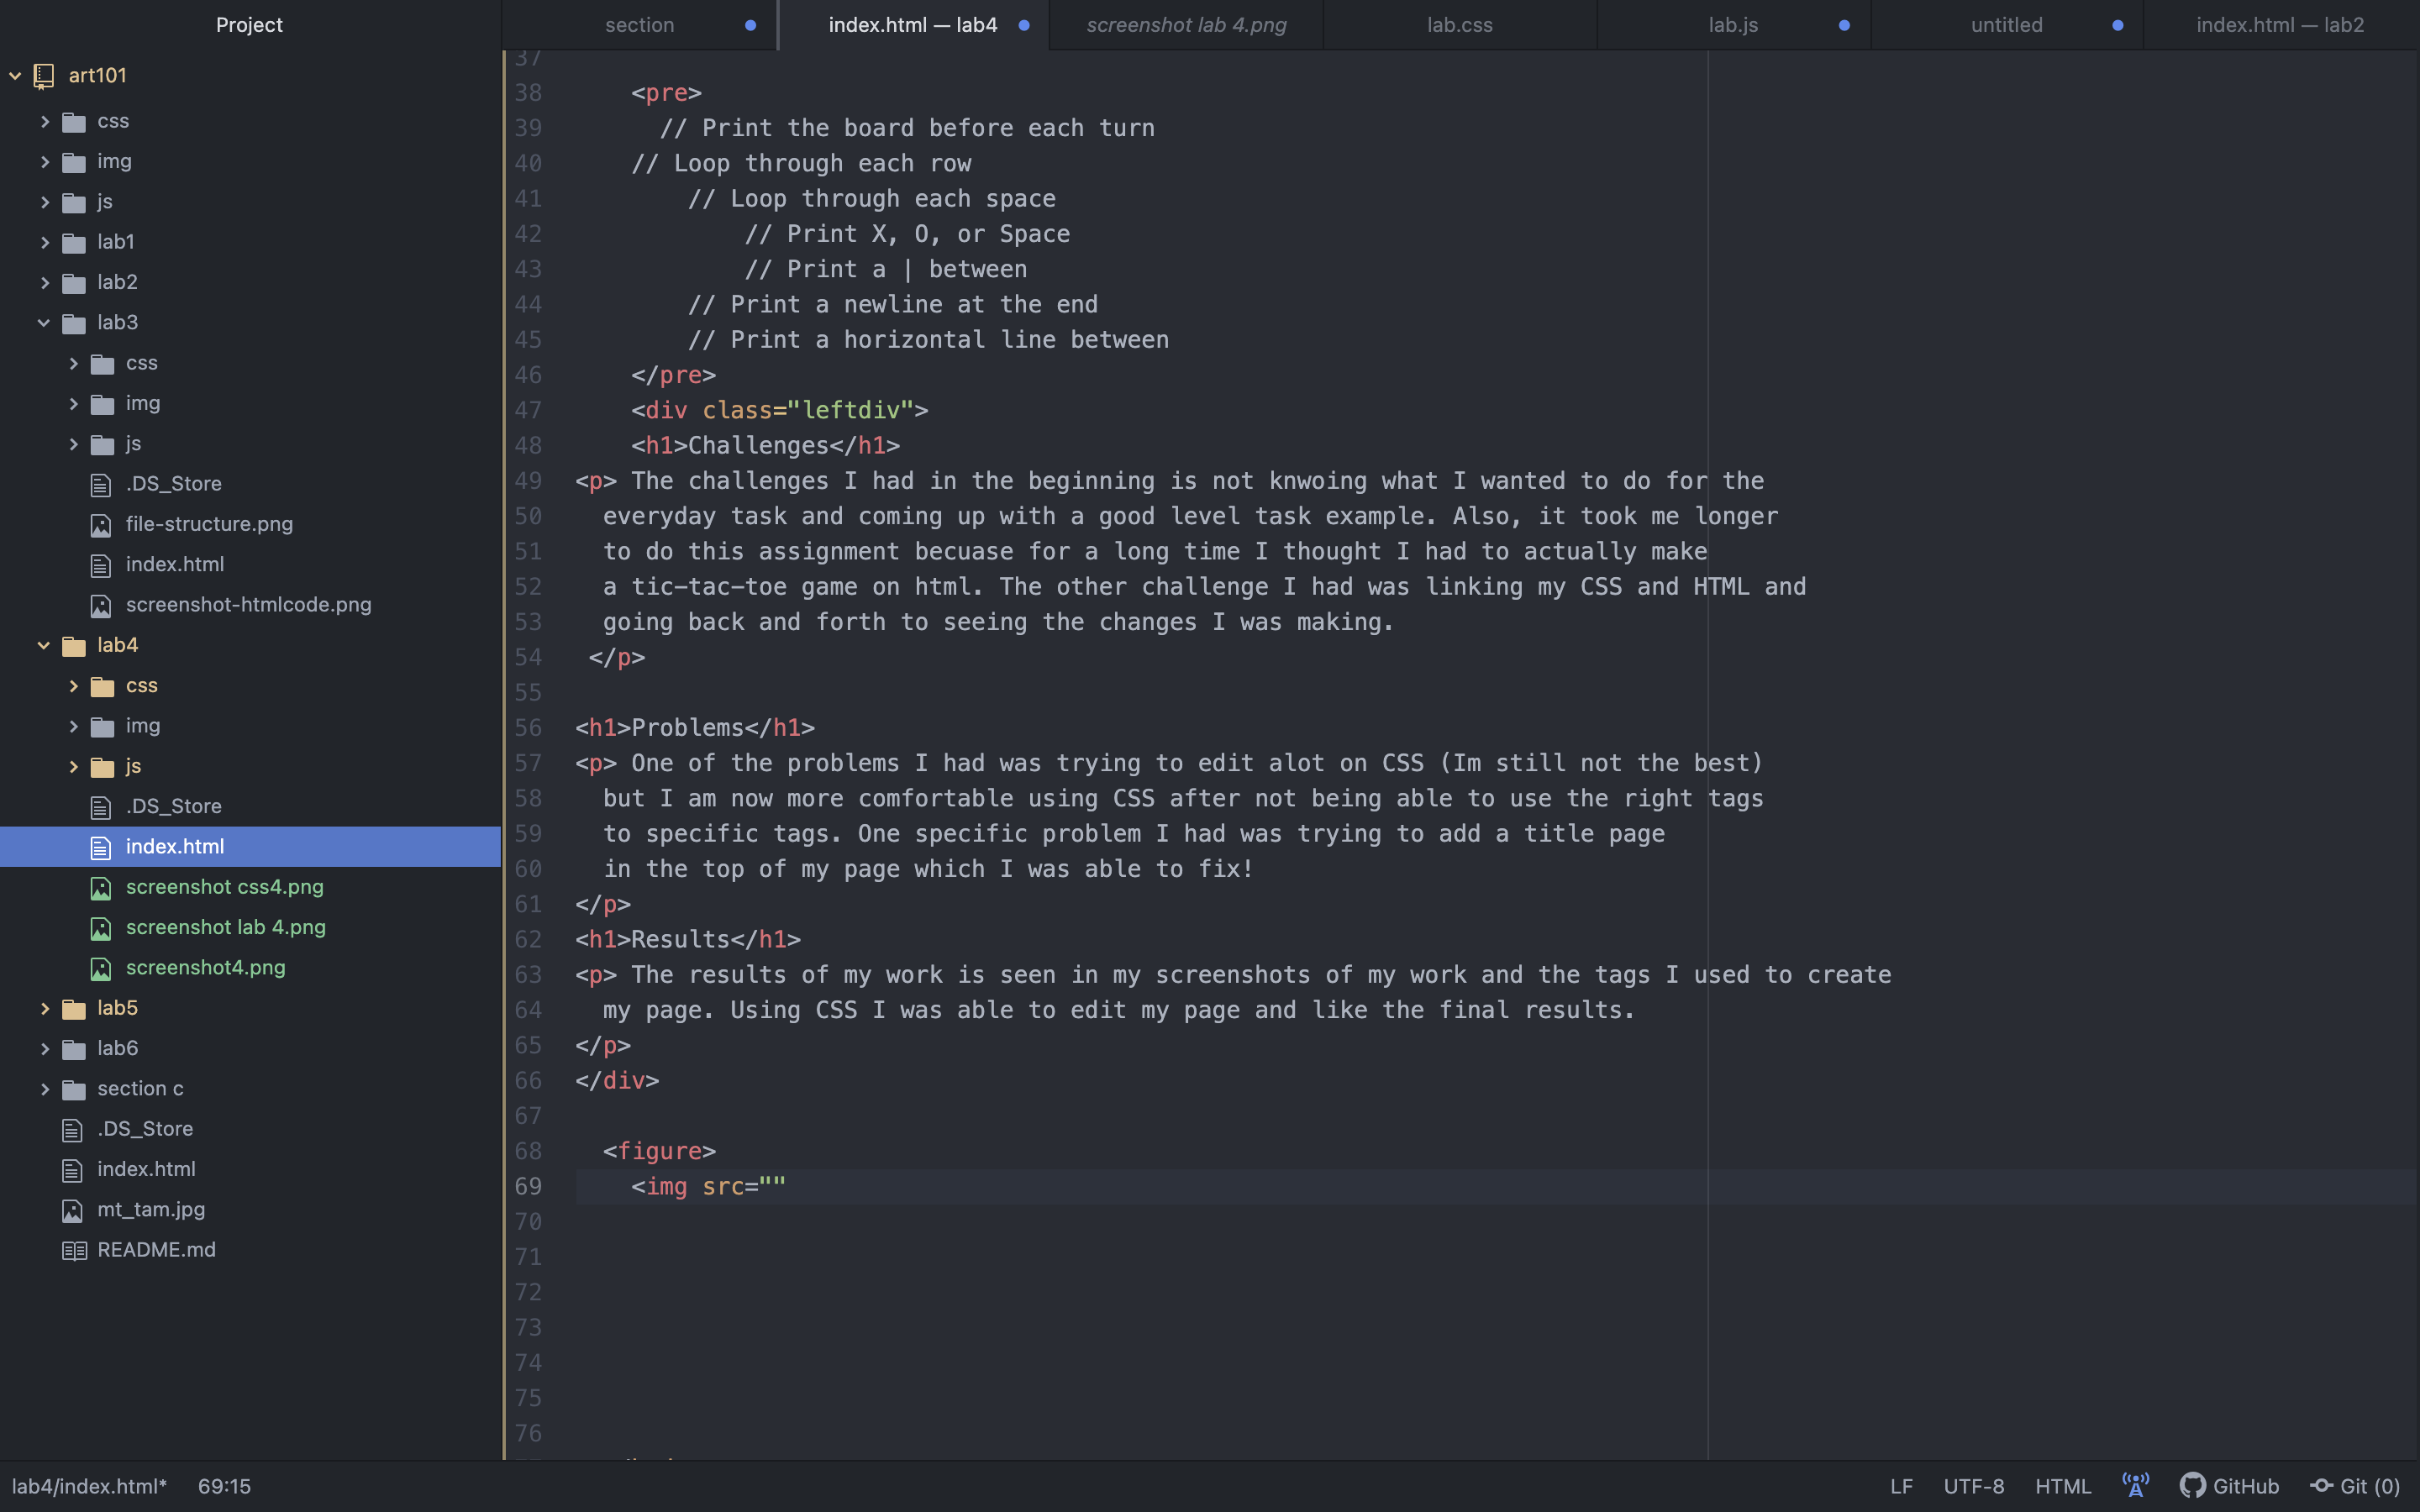 Project
section
index.html — lab4
screenshot lab 4.png
lab.css
lab.js
untitled
index.html — lab2
art101
css
img
js
lab1
lab2
lab3
css
img
js
.DS_Store
file-structure.png
index.html
screenshot-htmlcode.png
lab4
css
img
js
.DS_Store
index.html
screenshot css4.png
screenshot lab 4.png
screenshot4.png
lab5
lab6
section c
.DS_Store
index.html
mt_tam.jpg
README.md
37
38 <pre>
39 // Print the board before each turn
40 // Loop through each row
41 // Loop through each space
42 // Print X, O, or Space
43 // Print a | between
44 // Print a newline at the end
45 // Print a horizontal line between
46 </pre>
47 <div class="leftdiv">
48 <h1>Challenges</h1>
49 <p> The challenges I had in the beginning is not knwoing what I wanted to do for the
50 everyday task and coming up with a good level task example. Also, it took me longer
51 to do this assignment becuase for a long time I thought I had to actually make
52 a tic-tac-toe game on html. The other challenge I had was linking my CSS and HTML and
53 going back and forth to seeing the changes I was making.
54 </p>
55
56 <h1>Problems</h1>
57 <p> One of the problems I had was trying to edit alot on CSS (Im still not the best)
58 but I am now more comfortable using CSS after not being able to use the right tags
59 to specific tags. One specific problem I had was trying to add a title page
60 in the top of my page which I was able to fix!
61 </p>
62 <h1>Results</h1>
63 <p> The results of my work is seen in my screenshots of my work and the tags I used to create
64 my page. Using CSS I was able to edit my page and like the final results.
65 </p>
66 </div>
67
68 <figure>
69 <img src=""
70
71
72
73
74
75
76
lab4/index.html* 69:15
LF UTF-8 HTML GitHub Git (0)